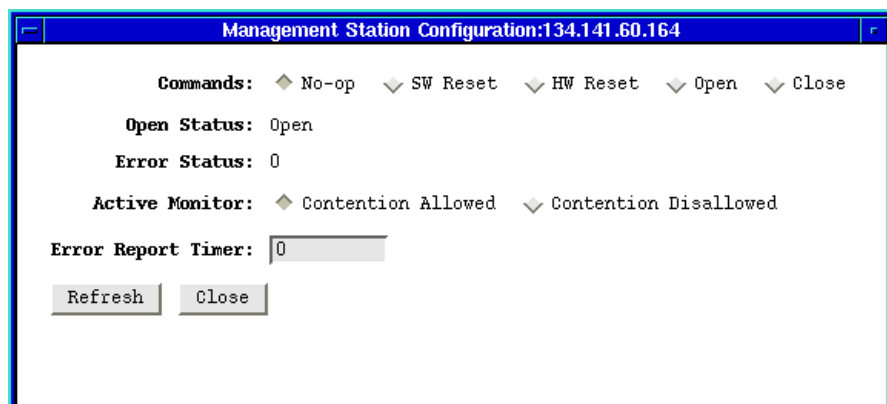 Management Station Configuration:134.141.60.164
Commands: No-op SW Reset HW Reset Open Close
Open Status: Open
Error Status: 0
Active Monitor: Contention Allowed Contention Disallowed
Error Report Timer: 0
Refresh Close